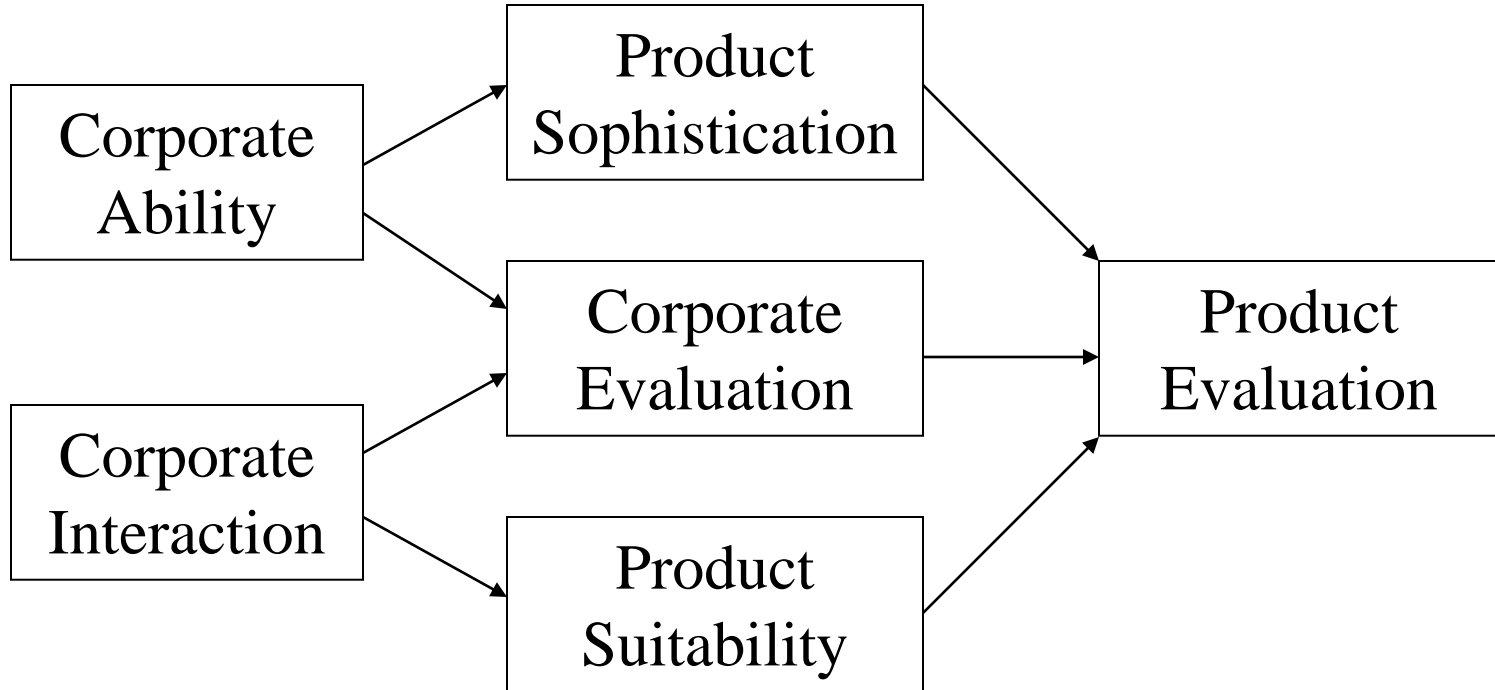 Product
Sophistication
Corporate
Ability
Corporate
Evaluation
Product
Evaluation
Corporate
Interaction
Product
Suitability